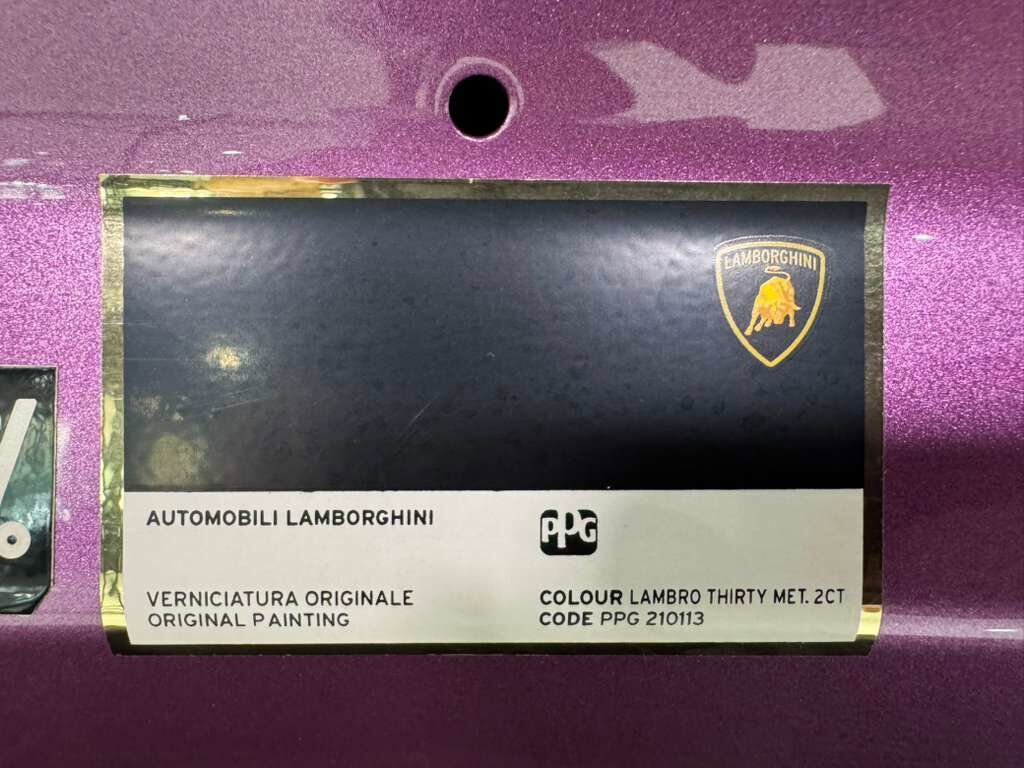 LAMBORGHINI
AUTOMOBILI LAMBORGHINI
PPG
VERNICIATURA ORIGINALE
ORIGINAL PAINTING
COLOUR LAMBRO THIRTY MET. 2CT
CODE PPG 210113